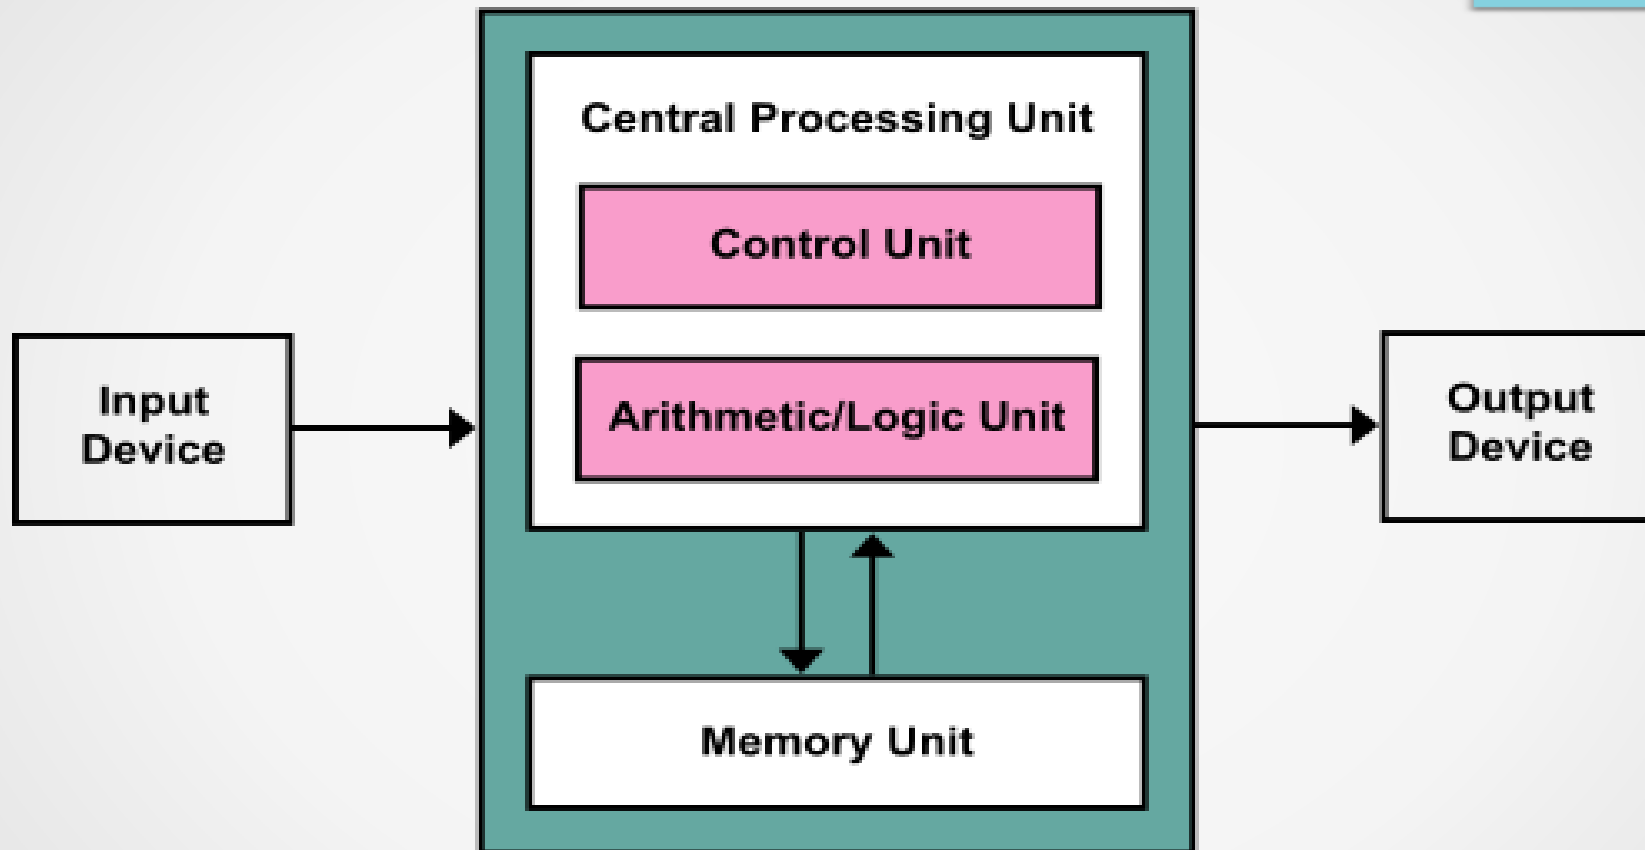 Central Processing Unit
Control Unit
Arithmetic/Logic Unit
Input
Device
Output
Device
Memory Unit